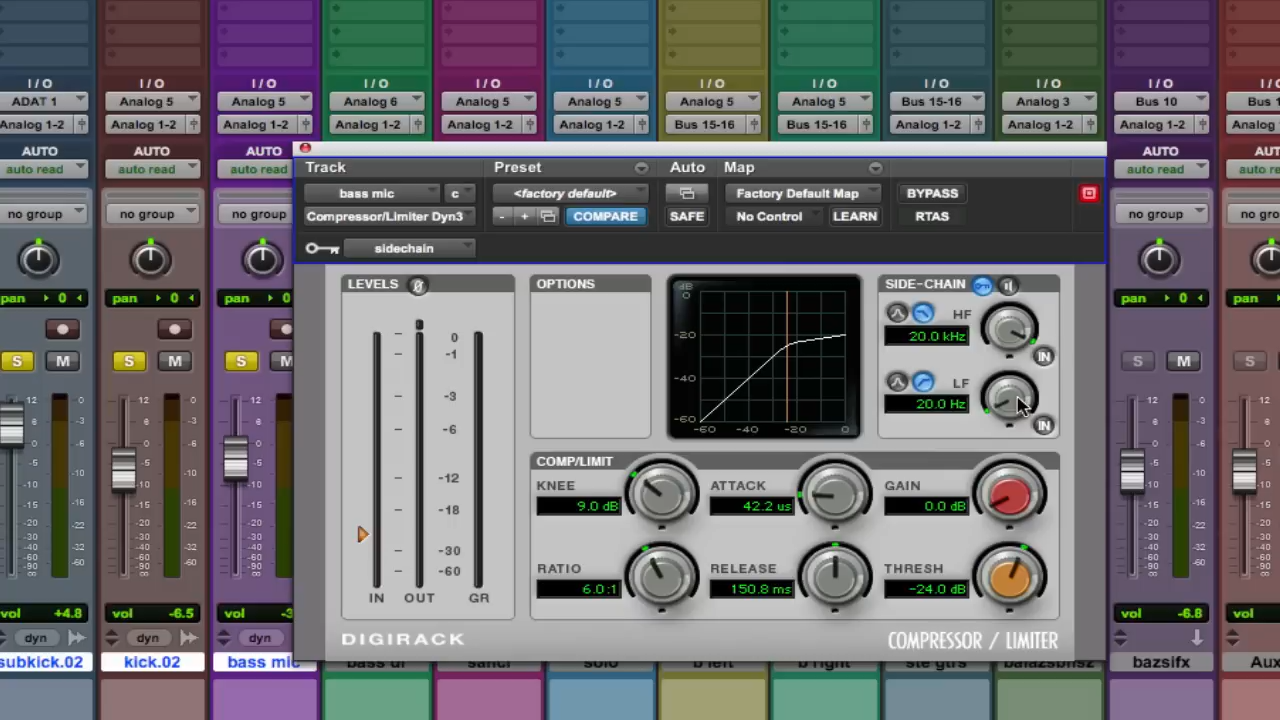 I/O I/O I/O I/O I/O I/O I/O I/O I/O I/O I/O
ADAT 1 Analog 5 Analog 5 Analog 6 Analog 5 Analog 5 Analog 5 Analog 5 Bus 15-16 Analog 3 Bus 10
Analog 1-2 Analog 1-2 Analog 1-2 Analog 1-2 Analog 1-2 Analog 1-2 Bus 15-16 Bus 15-16 Analog 1-2 Analog 1-2 Analog 1-2
AUTO AUTO AUTO AUTO
auto read auto read auto read auto read
no group no group no group no group
pan 0 pan 0 pan 0 pan 0
S M S M S S M S
vol +4.8 vol -6.5 vol vol -6.8 vol
dyn dyn dyn
subkick.02 kick.02 bass mic bazsifx
Track Preset Auto Map
bass mic c <factory default> Factory Default Map BYPASS
Compressor/Limiter Dyn3 - + COMPARE SAFE No Control LEARN RTAS
sidechain
LEVELS Ø OPTIONS SIDE-CHAIN
0
-1
-3
-6
-12
-18
-30
-60
IN OUT GR
dB
0
-20
-40
-60
-60 -40 -20 0
HF
20.0 kHz
IN
LF
20.0 Hz
IN
COMP/LIMIT
KNEE ATTACK GAIN
9.0 dB 42.2 us 0.0 dB
RATIO RELEASE THRESH
6.0:1 150.8 ms -24.0 dB
DIGIRACK COMPRESSOR / LIMITER